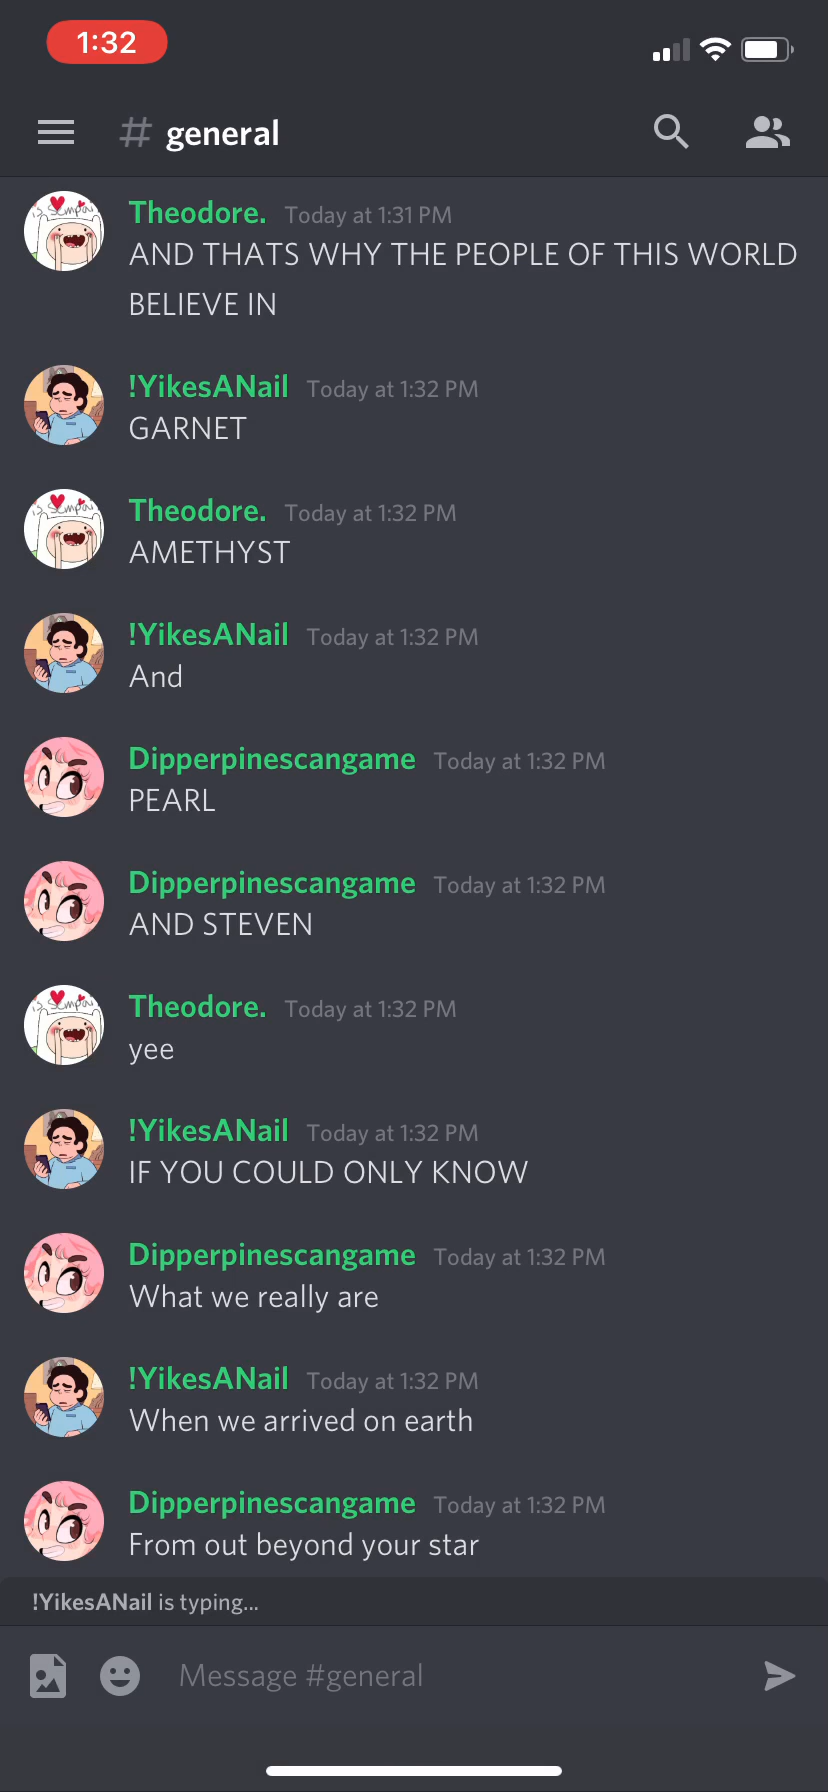 1:32
# general
Theodore. Today at 1:31 PM
AND THATS WHY THE PEOPLE OF THIS WORLD
BELIEVE IN
!YikesANail Today at 1:32 PM
GARNET
Theodore. Today at 1:32 PM
AMETHYST
!YikesANail Today at 1:32 PM
And
Dipperpinescangame Today at 1:32 PM
PEARL
Dipperpinescangame Today at 1:32 PM
AND STEVEN
Theodore. Today at 1:32 PM
yee
!YikesANail Today at 1:32 PM
IF YOU COULD ONLY KNOW
Dipperpinescangame Today at 1:32 PM
What we really are
!YikesANail Today at 1:32 PM
When we arrived on earth
Dipperpinescangame Today at 1:32 PM
From out beyond your star
!YikesANail is typing...
Message #general